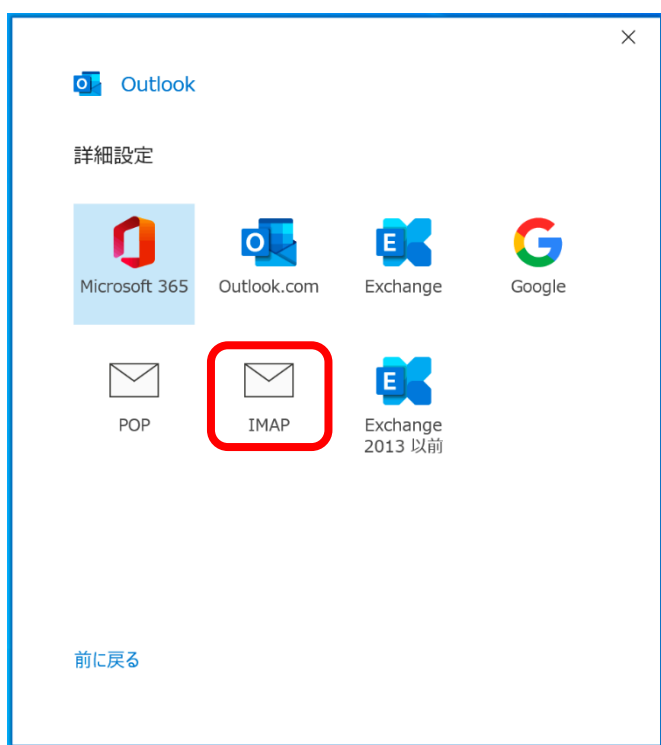 Outlook
詳細設定
Microsoft 365
Outlook.com
Exchange
Google
POP
IMAP
Exchange
2013 以前
前に戻る